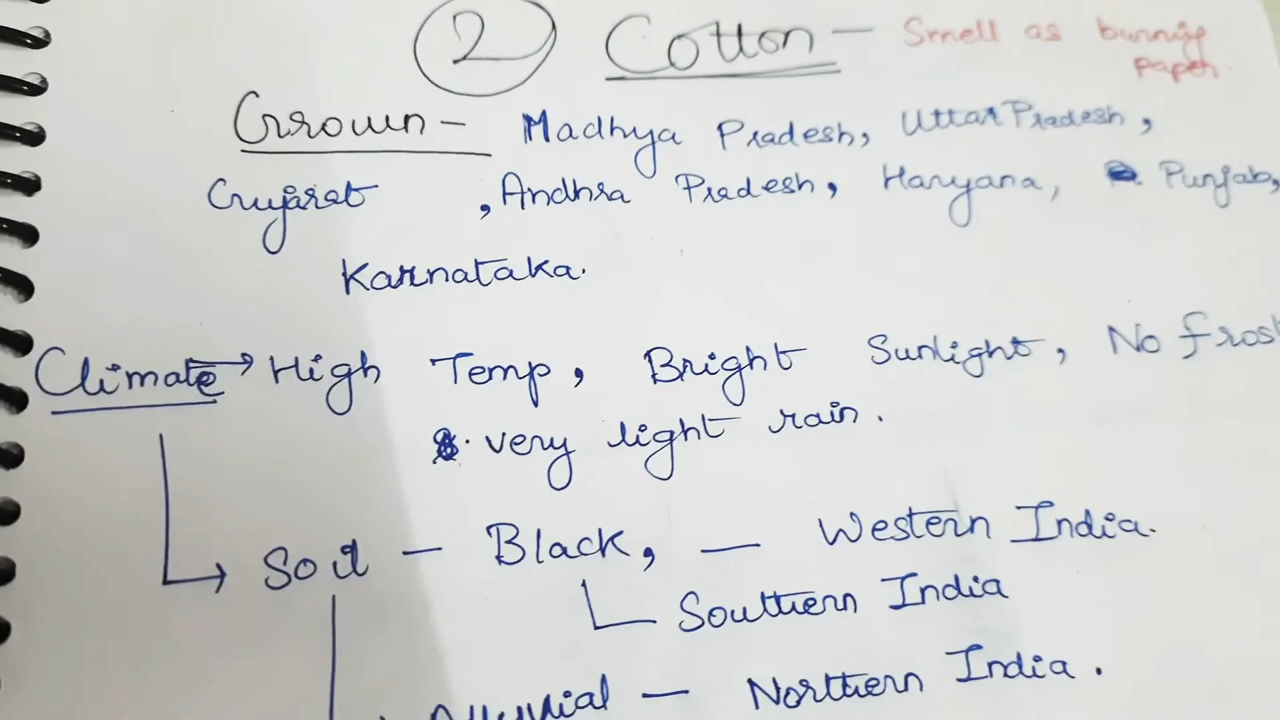 2 Cotton - Smell as burning
paper.
Grown - Madhya Pradesh, Uttar Pradesh,
Gujarat , Andhra Pradesh, Haryana, Punjab,
Karnataka.
Climate → High Temp, Bright Sunlight, No frost
very light rain.
Soil - Black, - Western India.
Southern India
Alluvial - Northern India.